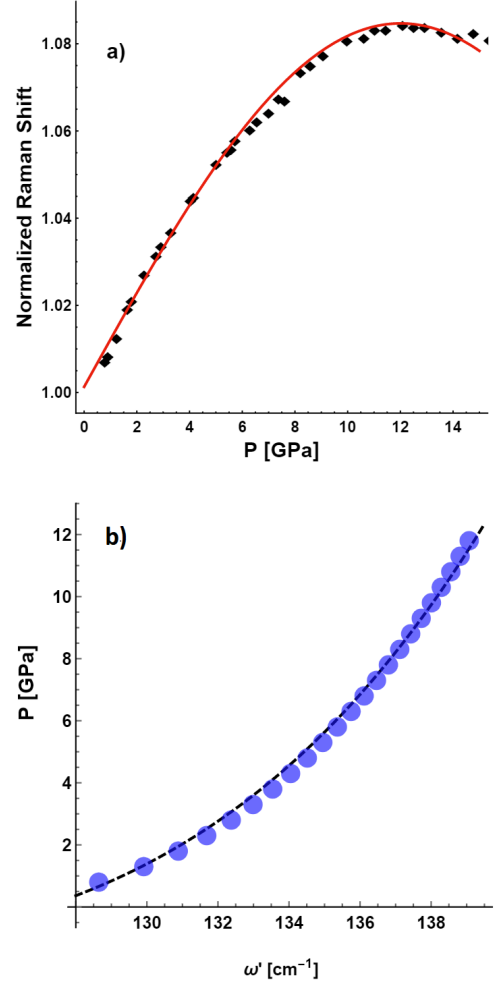 a)
Normalized Raman Shift
1.08
1.06
1.04
1.02
1.00
0 2 4 6 8 10 12 14
P [GPa]
b)
P [GPa]
12
10
8
6
4
2
130 132 134 136 138
ω' [cm⁻¹]